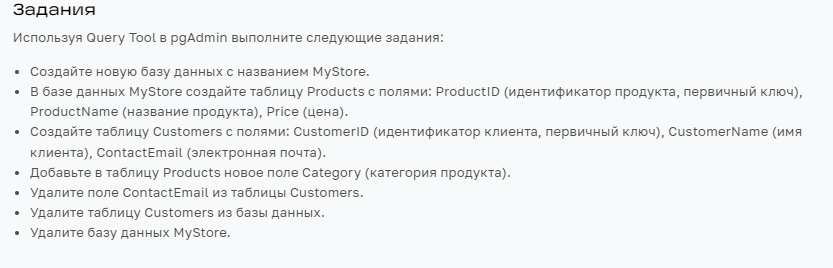 Задания
Используя Query Tool в pgAdmin выполните следующие задания:
• Создайте новую базу данных с названием MyStore.
• В базе данных MyStore создайте таблицу Products с полями: ProductID (идентификатор продукта, первичный ключ),
ProductName (название продукта), Price (цена).
• Создайте таблицу Customers с полями: CustomerID (идентификатор клиента, первичный ключ), CustomerName (имя
клиента), ContactEmail (электронная почта).
• Добавьте в таблицу Products новое поле Category (категория продукта).
• Удалите поле ContactEmail из таблицы Customers.
• Удалите таблицу Customers из базы данных.
• Удалите базу данных MyStore.